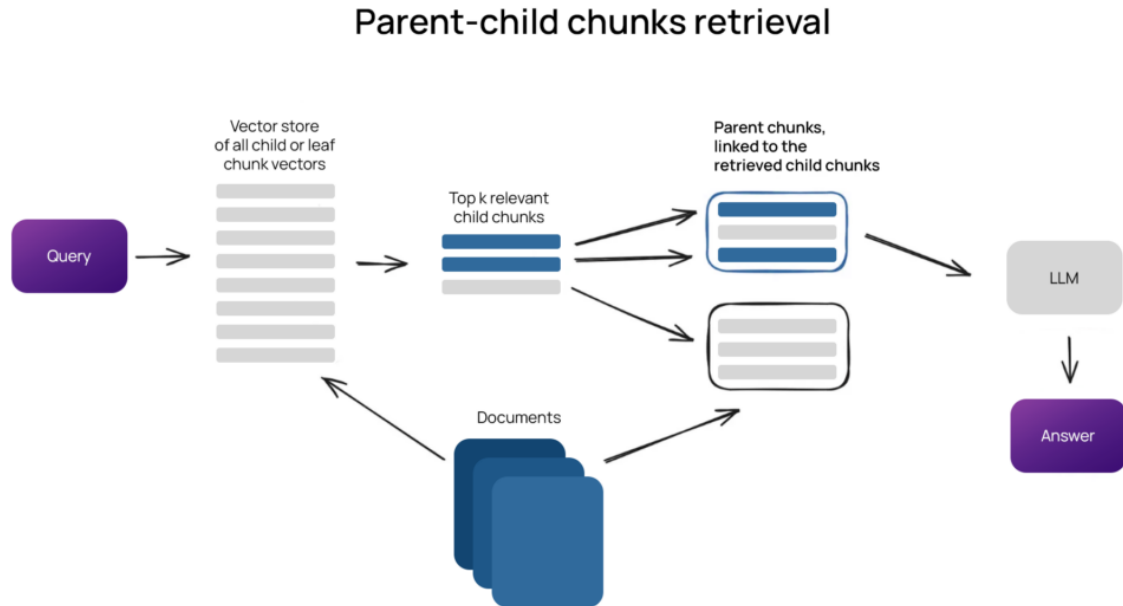 Parent-child chunks retrieval
Vector store
of all child or leaf
chunk vectors
Parent chunks,
linked to the
retrieved child chunks
Top k relevant
child chunks
Query
LLM
Documents
Answer